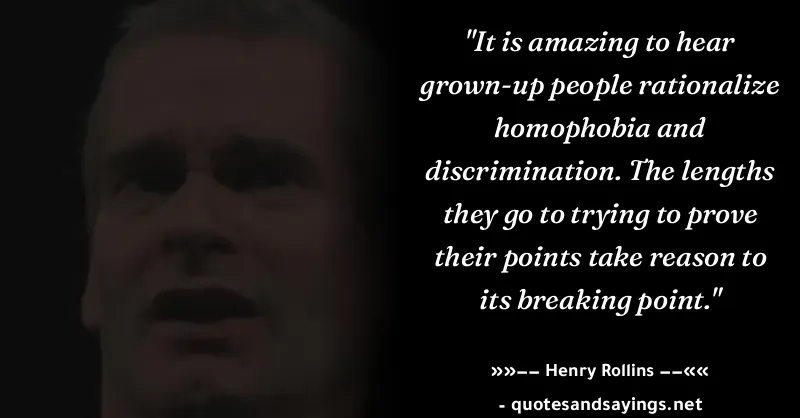 "It is amazing to hear
grown-up people rationalize
homophobia and
discrimination. The lengths
they go to trying to prove
their points take reason to
its breaking point."
»»–– Henry Rollins ––««
- quotesandsayings.net